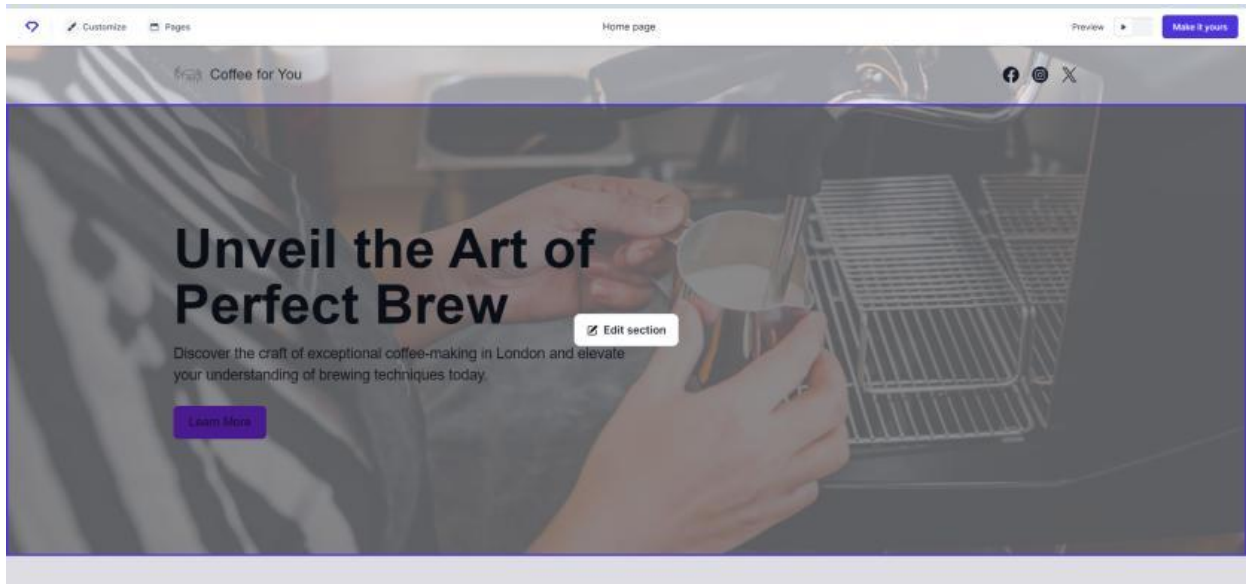 Customize Pages Home page Preview Make it yours
Coffee for You
Unveil the Art of
Perfect Brew
Edit section
Discover the craft of exceptional coffee-making in London and elevate
your understanding of brewing techniques today.
Learn More